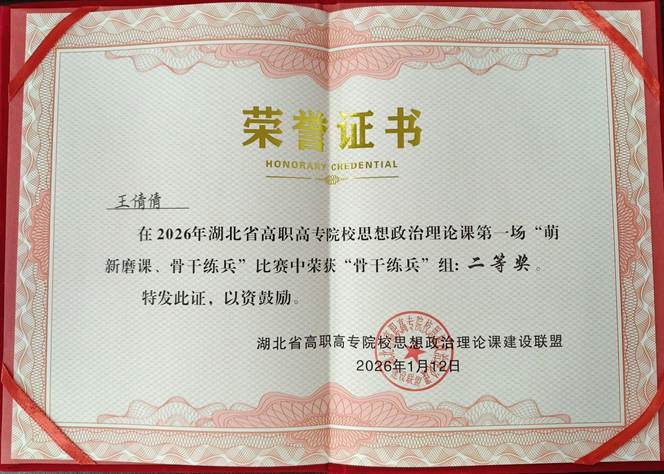 荣誉证书
HONORARY CREDENTIAL
王倩倩
在2026年湖北省高职高专院校思想政治理论课第一场“萌
新磨课、骨干练兵”比赛中荣获“骨干练兵”组：二等奖。
特发此证，以资鼓励。
湖北省高职高专院校思想政治理论课建设联盟
2026年1月12日